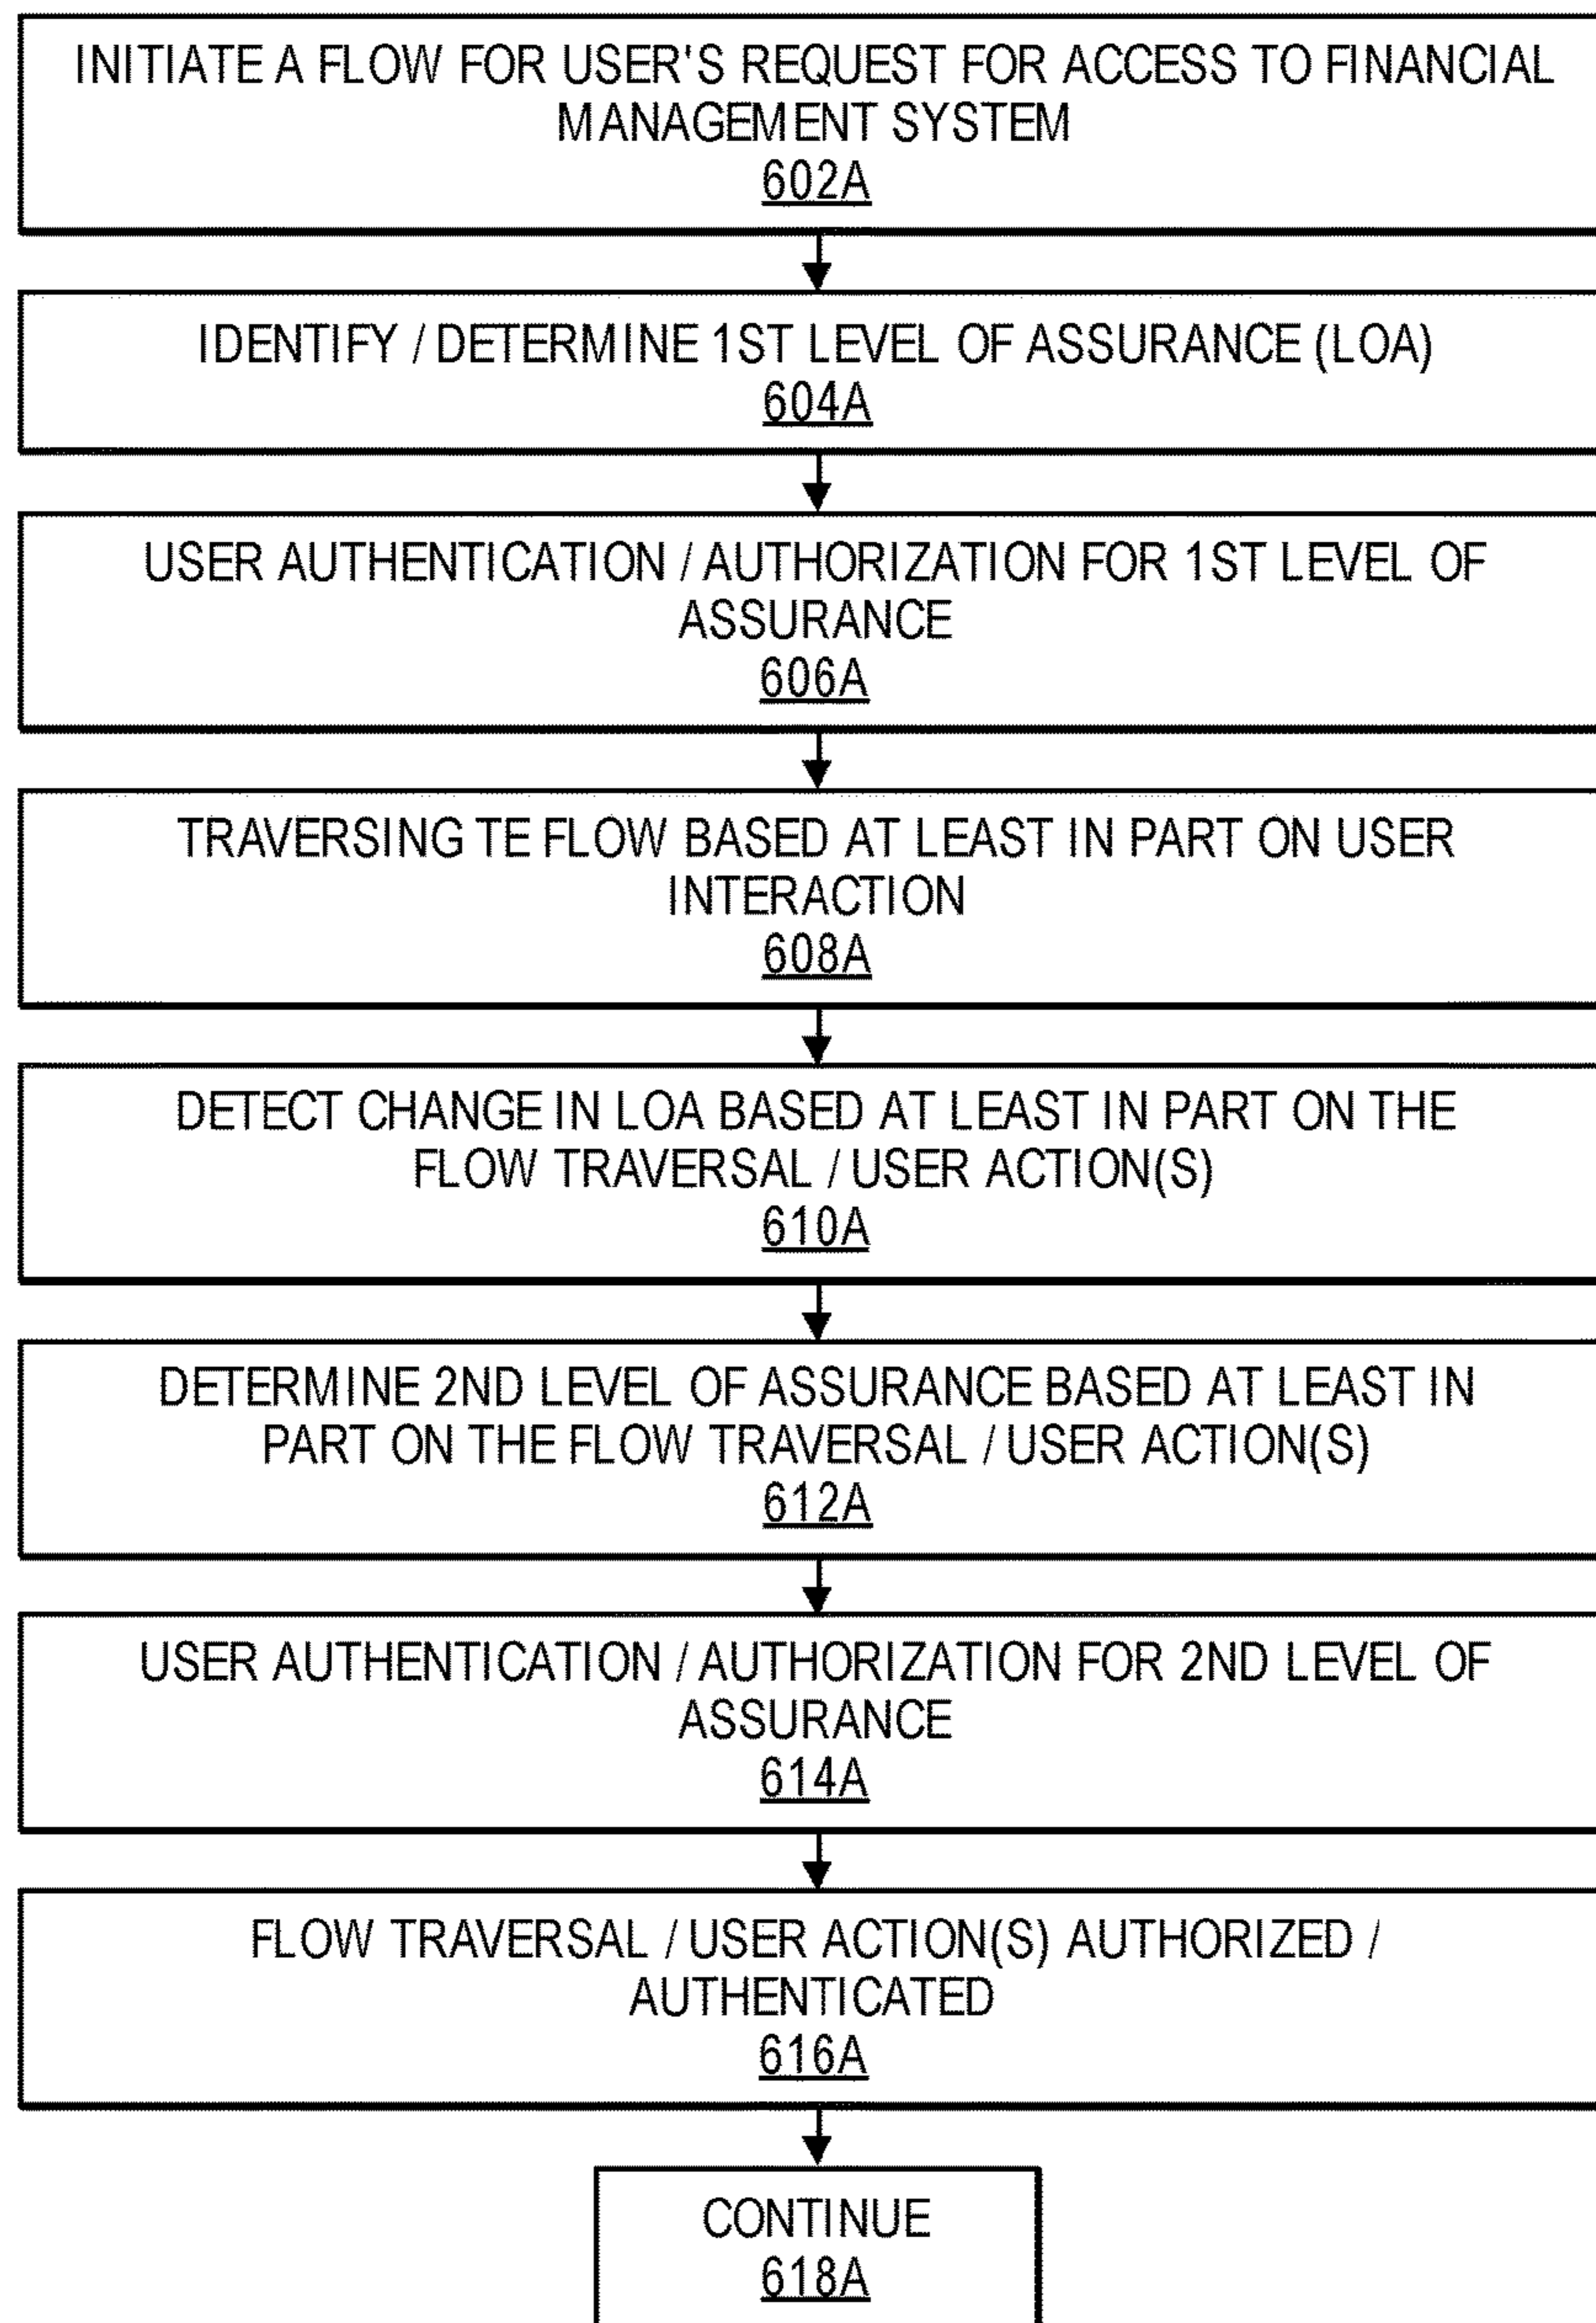 INITIATE A FLOW FOR USER'S REQUEST FOR ACCESS TO FINANCIAL
MANAGEMENT SYSTEM
602A
IDENTIFY / DETERMINE 1ST LEVEL OF ASSURANCE (LOA)
604A
USER AUTHENTICATION / AUTHORIZATION FOR 1ST LEVEL OF
ASSURANCE
606A
TRAVERSING TE FLOW BASED AT LEAST IN PART ON USER
INTERACTION
608A
DETECT CHANGE IN LOA BASED AT LEAST IN PART ON THE
FLOW TRAVERSAL / USER ACTION(S)
610A
DETERMINE 2ND LEVEL OF ASSURANCE BASED AT LEAST IN
PART ON THE FLOW TRAVERSAL / USER ACTION(S)
612A
USER AUTHENTICATION / AUTHORIZATION FOR 2ND LEVEL OF
ASSURANCE
614A
FLOW TRAVERSAL / USER ACTION(S) AUTHORIZED /
AUTHENTICATED
616A
CONTINUE
618A